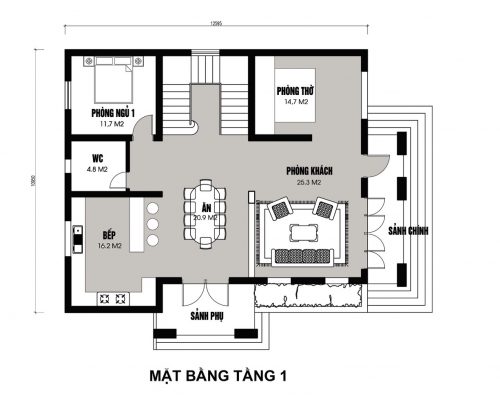 12595
10080
PHÒNG NGỦ 1
11.7 M2
PHÒNG THỜ
14,7 M2
WC
4.8 M2
PHÒNG KHÁCH
25.3 M2
ĂN
20.9 M2
BẾP
16.2 M2
SẢNH CHÍNH
SẢNH PHỤ
MẶT BẰNG TẦNG 1